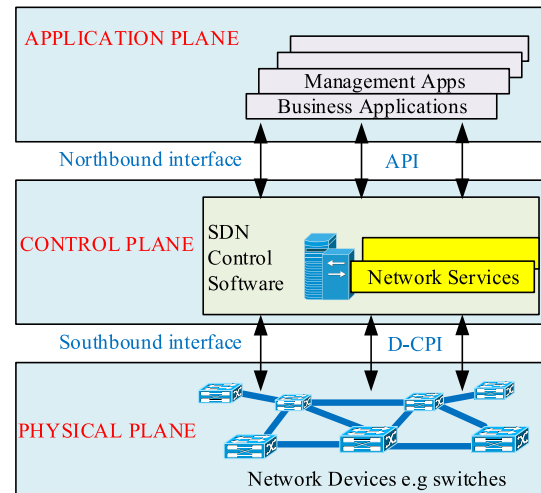 APPLICATION PLANE
Management Apps
Business Applications
Northbound interface
API
CONTROL PLANE
SDN
Control
Software
Network Services
Southbound interface
D-CPI
PHYSICAL PLANE
Network Devices e.g switches